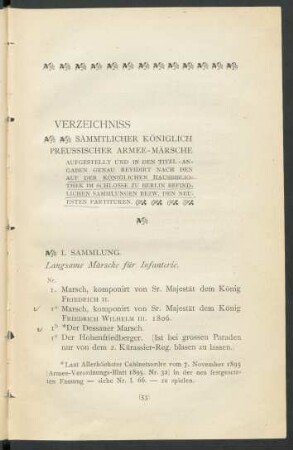 VERZEICHNISS
SÄMMTLICHER KÖNIGLICH
PREUSSISCHER ARMEE-MÄRSCHE
AUFGESTELLT UND IN DEN TITEL-AN-
GABEN GENAU REVIDIRT NACH DEN
AUF DER KÖNIGLICHEN HAUSBIBLIO-
THEK IM SCHLOSSE ZU BERLIN BEFIND-
LICHEN SAMMLUNGEN BEZW. DEN NEU-
ESTEN PARTITUREN.
I. SAMMLUNG.
Langsame Märsche für Infanterie.
Nr.
1. Marsch, komponirt von Sr. Majestät dem König
FRIEDRICH II.
1ª Marsch, komponirt von Sr. Majestät dem König
FRIEDRICH WILHELM III. 1806.
1ᵇ *Der Dessauer Marsch.
1ᶜ Der Hohenfriedberger. [Ist bei grossen Paraden
nur von dem 2. Kürassier-Reg. blasen zu lassen.]
*Laut Allerhöchster Cabinetsorder vom 7. November 1895
(Armee-Verordnungs-Blatt 1895, Nr. 32) in der neu festgesetz-
ten Fassung — siehe Nr. I. 66. — zu spielen.
(53)